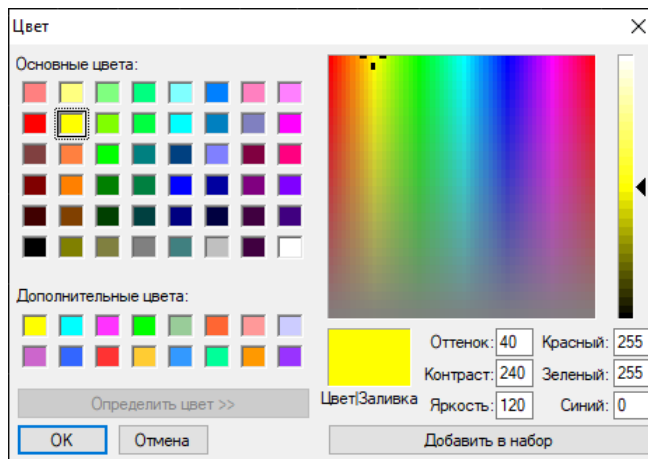 Цвет
Основные цвета:
Дополнительные цвета:
Определить цвет >>
OK
Отмена
Цвет|Заливка
Оттенок: 40
Контраст: 240
Яркость: 120
Красный: 255
Зеленый: 255
Синий: 0
Добавить в набор